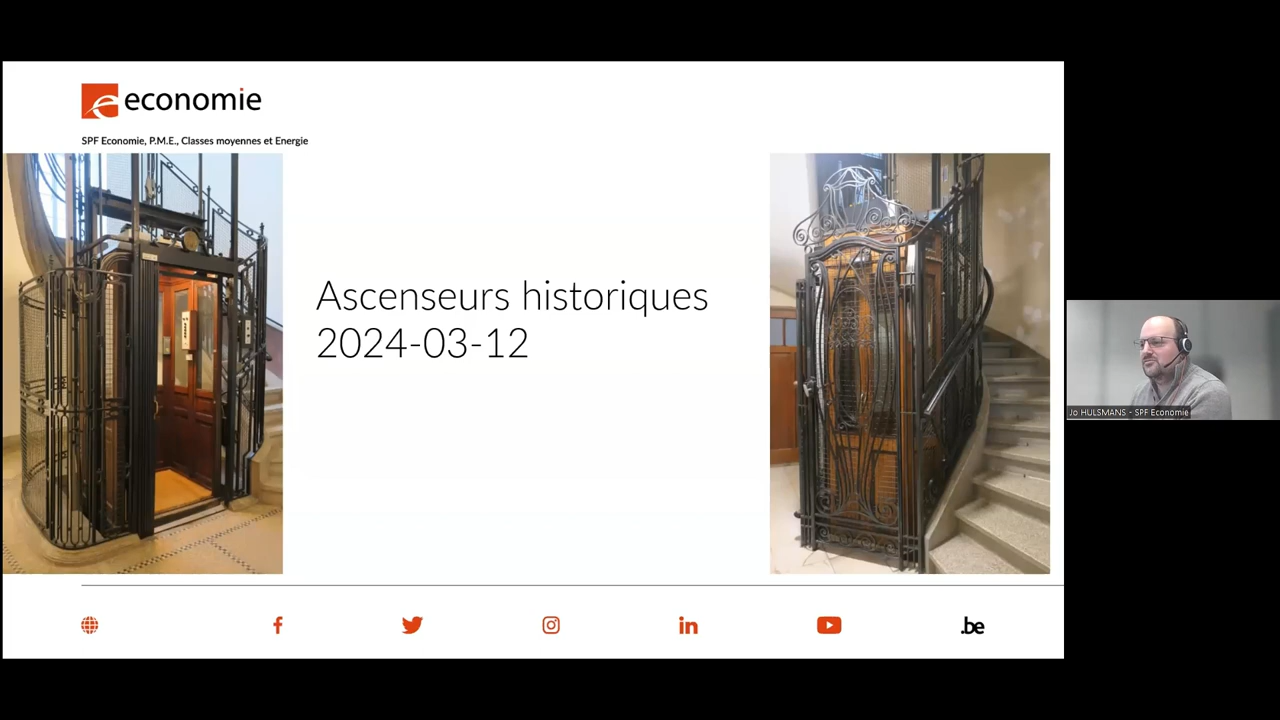 economie
SPF Economie, P.M.E., Classes moyennes et Energie
Ascenseurs historiques
2024-03-12
Jo HULSMANS - SPF Economie
.be